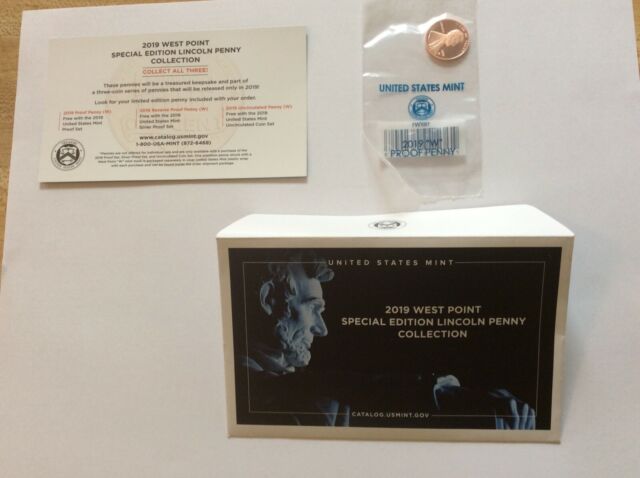 2019 WEST POINT
SPECIAL EDITION LINCOLN PENNY
COLLECTION
COLLECT ALL THREE!
These pennies will be a treasured keepsake and part of
a three-coin series of pennies that will be released only in 2019!
Look for your limited edition penny included with your order.
2019 Proof Penny (W)
Free with the 2019
United States Mint
Proof Set
2019 Reverse Proof Penny (W)
Free with the 2019
United States Mint
Silver Proof Set
2019 Uncirculated Penny (W)
Free with the 2019
United States Mint
Uncirculated Coin Set
www.catalog.usmint.gov
1-800-USA-MINT (872-6468)
UNITED STATES MINT
2019 "W"
PROOF PENNY
UNITED STATES MINT
2019 WEST POINT
SPECIAL EDITION LINCOLN PENNY
COLLECTION
CATALOG.USMINT.GOV